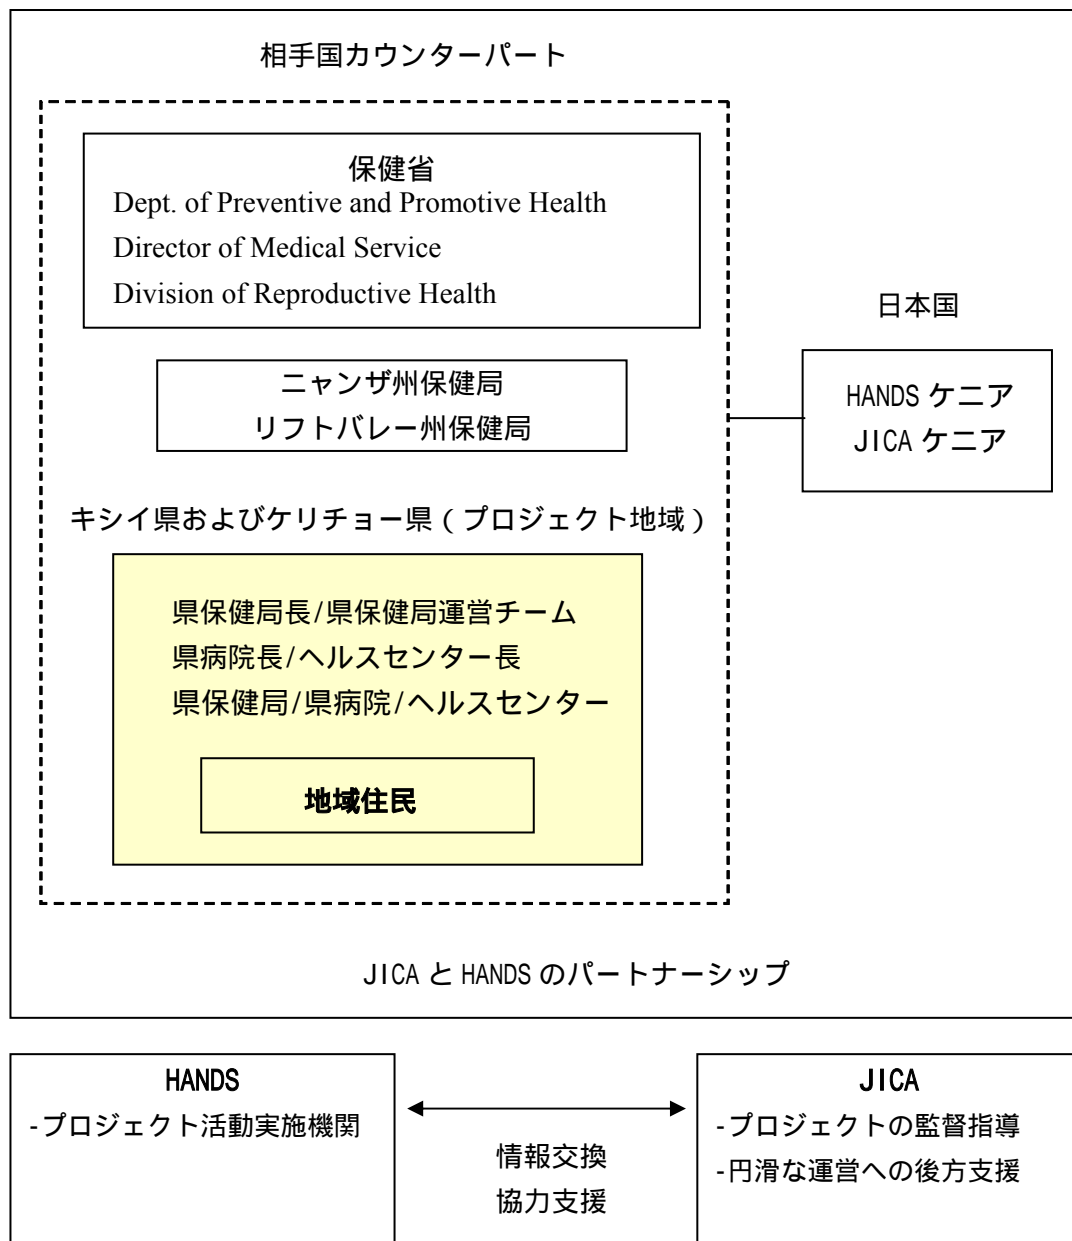 相手国カウンターパート
保健省
Dept. of Preventive and Promotive Health
Director of Medical Service
Division of Reproductive Health
ニャンザ州保健局
リフトバレー州保健局
日本国
HANDS ケニア
JICA ケニア
キシイ県およびケリチョー県（プロジェクト地域）
県保健局長/県保健局運営チーム
県病院長/ヘルスセンター長
県保健局/県病院/ヘルスセンター
地域住民
JICA と HANDS のパートナーシップ
HANDS
-プロジェクト活動実施機関
情報交換
協力支援
JICA
-プロジェクトの監督指導
-円滑な運営への後方支援